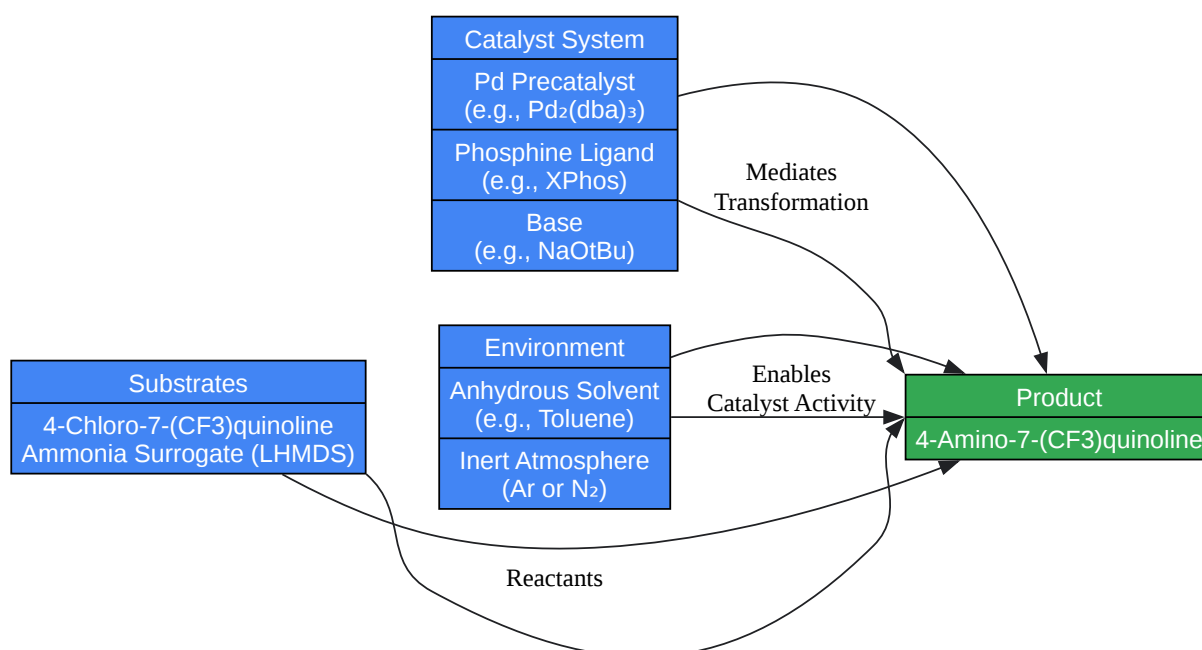 Catalyst System
Pd Precatalyst
(e.g., Pd₂(dba)₃)
Phosphine Ligand
(e.g., XPhos)
Base
(e.g., NaOtBu)
Mediates
Transformation
Environment
Anhydrous Solvent
(e.g., Toluene)
Inert Atmosphere
(Ar or N₂)
Enables
Catalyst Activity
Substrates
4-Chloro-7-(CF3)quinoline
Ammonia Surrogate (LHMDS)
Product
4-Amino-7-(CF3)quinoline
Reactants